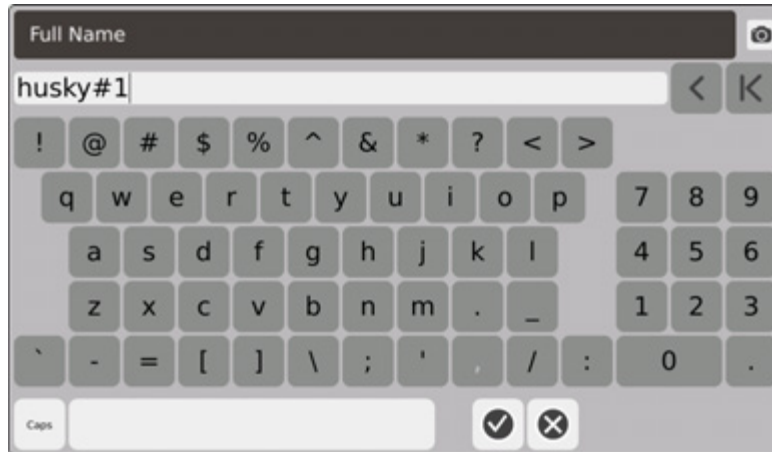 Full Name
husky#1
! @ # $ % ^ & * ? < >
q w e r t y u i o p 7 8 9
a s d f g h j k l 4 5 6
z x c v b n m . _ 1 2 3
` - = [ ] \ ; ' , / : 0 .
Caps